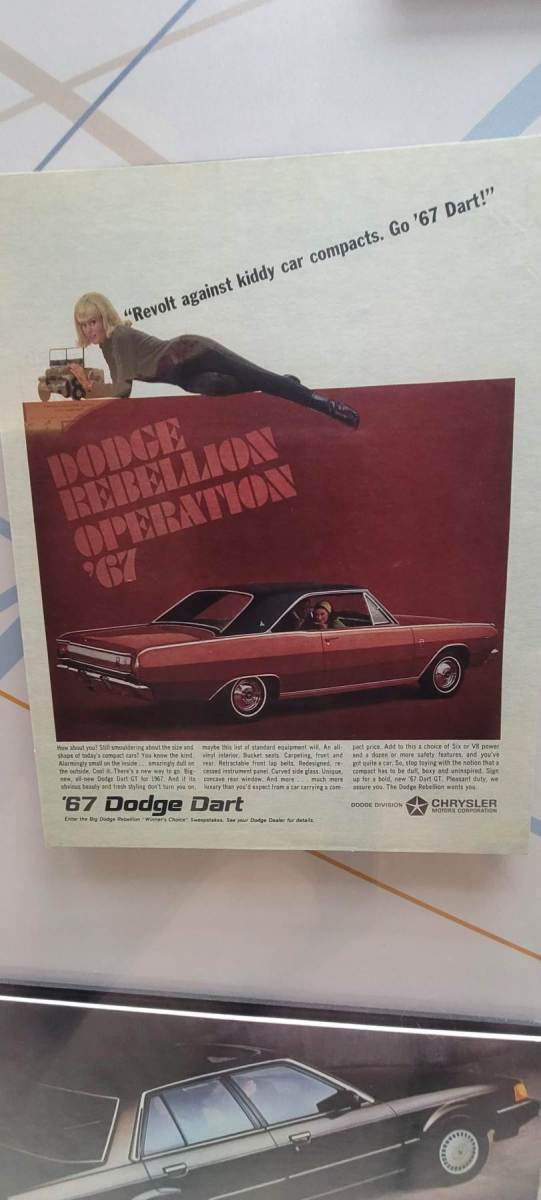 "Revolt against kiddy car compacts. Go '67 Dart!"
DODGE
REBELLION
OPERATION
'67
How about you? Still smouldering about the size and
shape of today's compact cars? You know the kind.
Alarmingly small on the inside . . . amazingly dull on
the outside. Cool it. There's a new way to go. Big-
new, all-new Dodge Dart GT for 1967. And if its
obvious beauty and fresh styling don't turn you on,
maybe this list of standard equipment will. An all-
vinyl interior. Bucket seats. Carpeting, front and
rear. Retractable front lap belts. Redesigned, re-
cessed instrument panel. Curved side glass. Unique,
concave rear window. And more . . . much more
luxury than you'd expect from a car carrying a com-
pact price. Add to this a choice of Six or V8 power
and a dozen or more safety features, and you've
got quite a car. So, stop toying with the notion that a
compact has to be dull, boxy and uninspired. Sign
up for a bold, new '67 Dart GT. Pleasant duty, we
assure you. The Dodge Rebellion wants you.
'67 Dodge Dart
DODGE DIVISION CHRYSLER
MOTORS CORPORATION
Enter the Big Dodge Rebellion "Winner's Choice" Sweepstakes. See your Dodge Dealer for details.